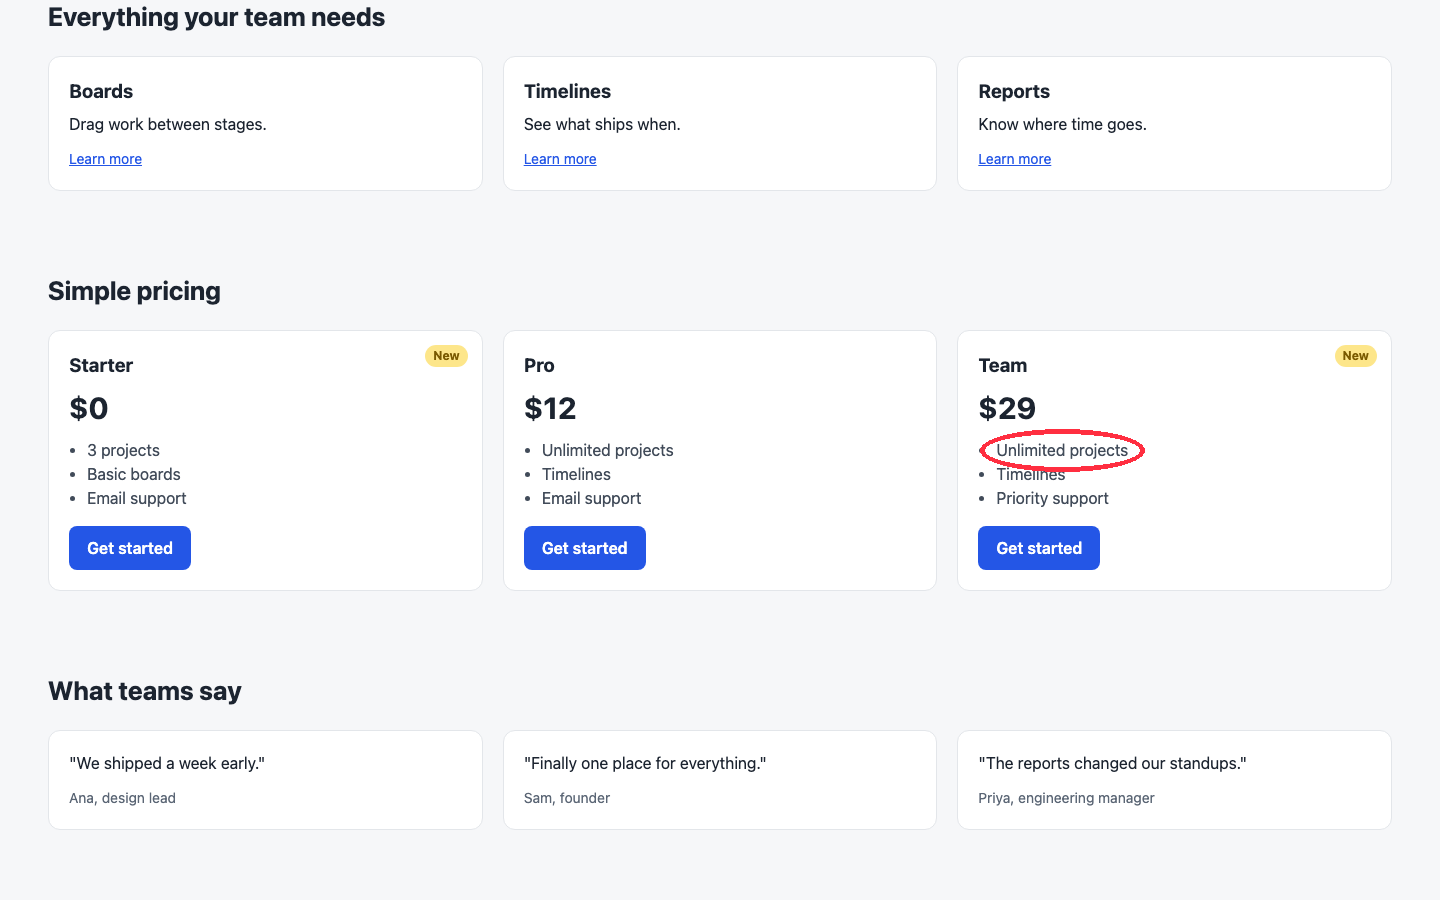 Everything your team needs
Boards
Drag work between stages.
Learn more
Timelines
See what ships when.
Learn more
Reports
Know where time goes.
Learn more
Simple pricing
Starter
New
$0
3 projects
Basic boards
Email support
Get started
Pro
$12
Unlimited projects
Timelines
Email support
Get started
Team
New
$29
Unlimited projects
Timelines
Priority support
Get started
What teams say
"We shipped a week early."
Ana, design lead
"Finally one place for everything."
Sam, founder
"The reports changed our standups."
Priya, engineering manager